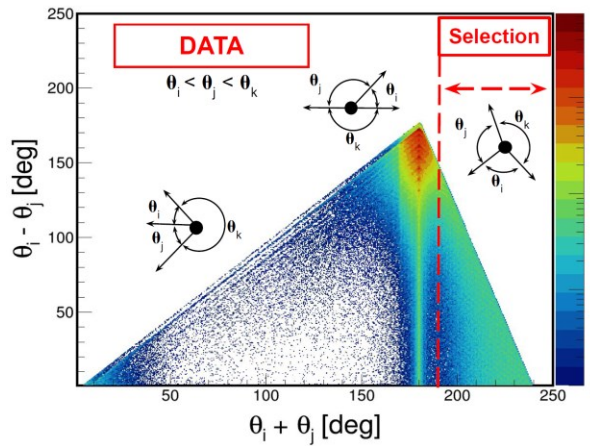 250
200
150
100
50
θi - θj [deg]
DATA
θi < θj < θk
Selection
θj
θi
θk
θj
θk
θi
θi
θj
θk
50
100
150
200
250
θi + θj [deg]